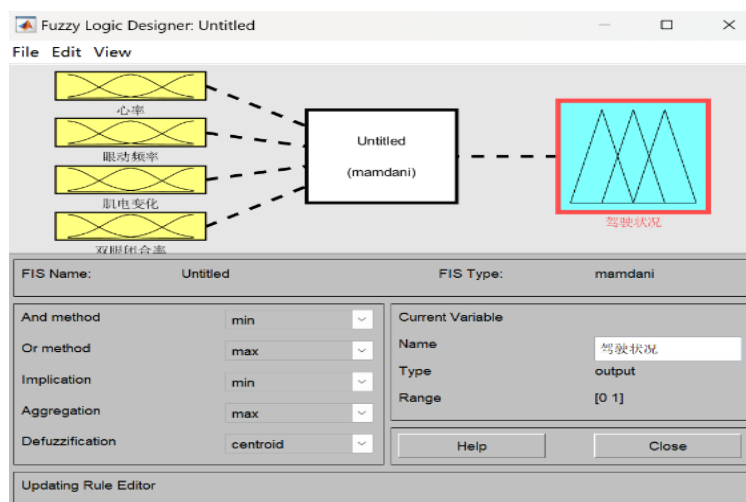 Fuzzy Logic Designer: Untitled
File Edit View
心率
眼动频率
肌电变化
双眼闭合率
Untitled
(mamdani)
驾驶状况
FIS Name: Untitled FIS Type: mamdani
And method min
Or method max
Implication min
Aggregation max
Defuzzification centroid
Current Variable
Name 驾驶状况
Type output
Range [0 1]
Help Close
Updating Rule Editor